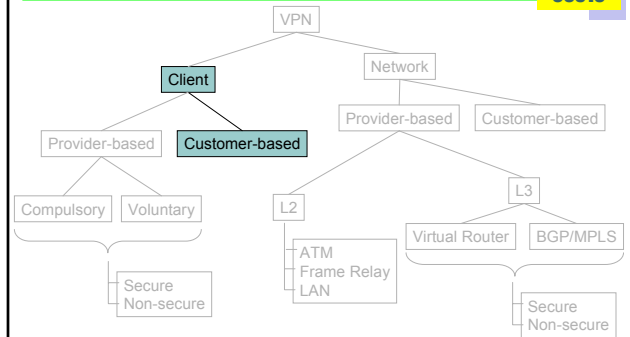 VPN
Client
Network
Provider-based
Customer-based
Provider-based
Customer-based
Compulsory
Voluntary
L2
L3
Virtual Router
BGP/MPLS
ATM
Frame Relay
LAN
Secure
Non-secure
Secure
Non-secure